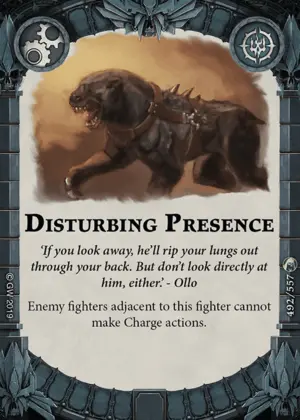 DISTURBING PRESENCE
‘If you look away, he’ll rip your lungs out
through your back. But don’t look directly at
him, either.’ - Ollo
Enemy fighters adjacent to this fighter cannot
make Charge actions.
© GW 2019
492/557